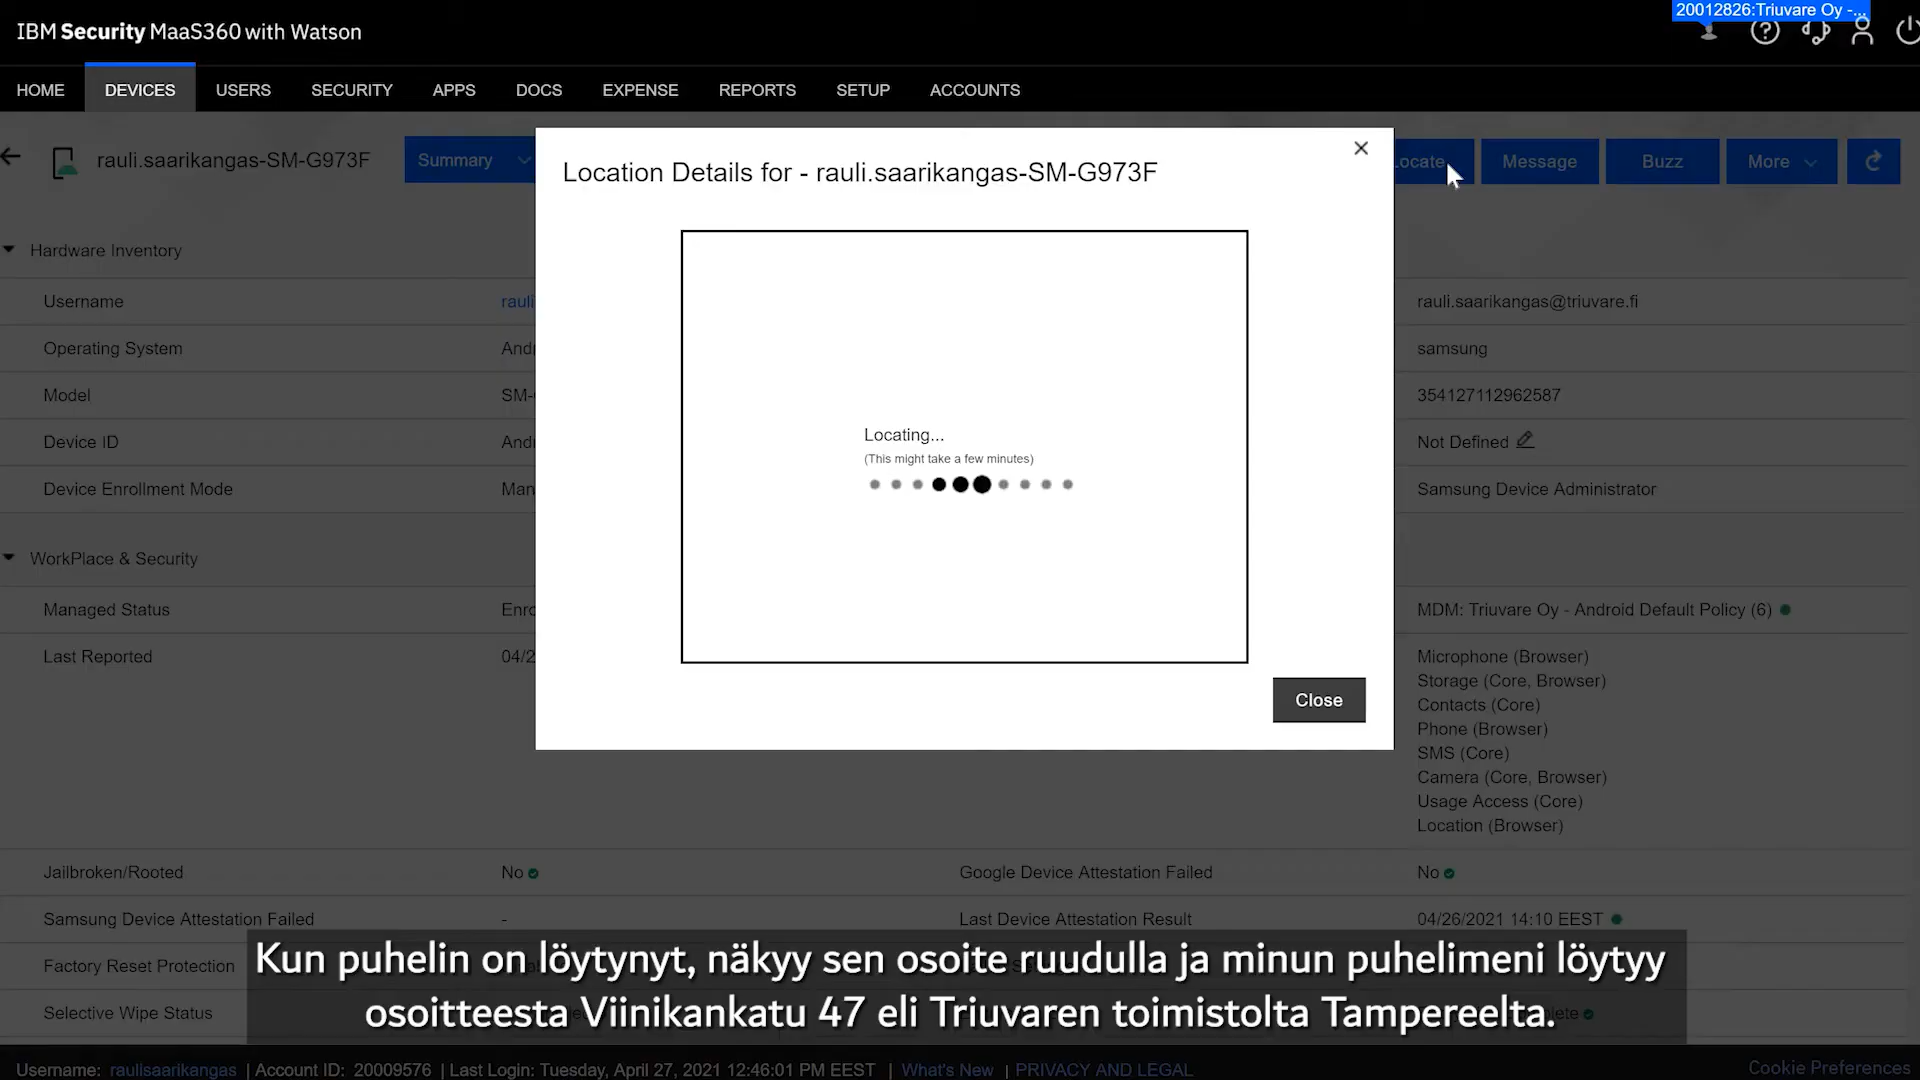 20012826:Triuvare Oy -...
IBM Security MaaS360 with Watson
HOME DEVICES USERS SECURITY APPS DOCS EXPENSE REPORTS SETUP ACCOUNTS
rauli.saarikangas-SM-G973F Summary Locate Message Buzz More
Location Details for - rauli.saarikangas-SM-G973F
Hardware Inventory
Username rauli rauli.saarikangas@triuvare.fi
Operating System samsung
Model SM- 354127112962587
Device ID Not Defined
Device Enrollment Mode Samsung Device Administrator
Locating...
(This might take a few minutes)
WorkPlace & Security
Managed Status MDM: Triuvare Oy - Android Default Policy (6)
Last Reported 04/2 Microphone (Browser)
Storage (Core, Browser)
Contacts (Core)
Phone (Browser)
SMS (Core)
Camera (Core, Browser)
Usage Access (Core)
Location (Browser)
Close
Jailbroken/Rooted No Google Device Attestation Failed No
Samsung Device Attestation Failed - Last Device Attestation Result 04/26/2021 14:10 EEST
Factory Reset Protection
Selective Wipe Status
Kun puhelin on löytynyt, näkyy sen osoite ruudulla ja minun puhelimeni löytyy
osoitteesta Viinikankatu 47 eli Triuvaren toimistolta Tampereelta.
Username: raulisaarikangas | Account ID: 20009576 | Last Login: Tuesday, April 27, 2021 12:46:01 PM EEST | What's New | PRIVACY AND LEGAL Cookie Preferences